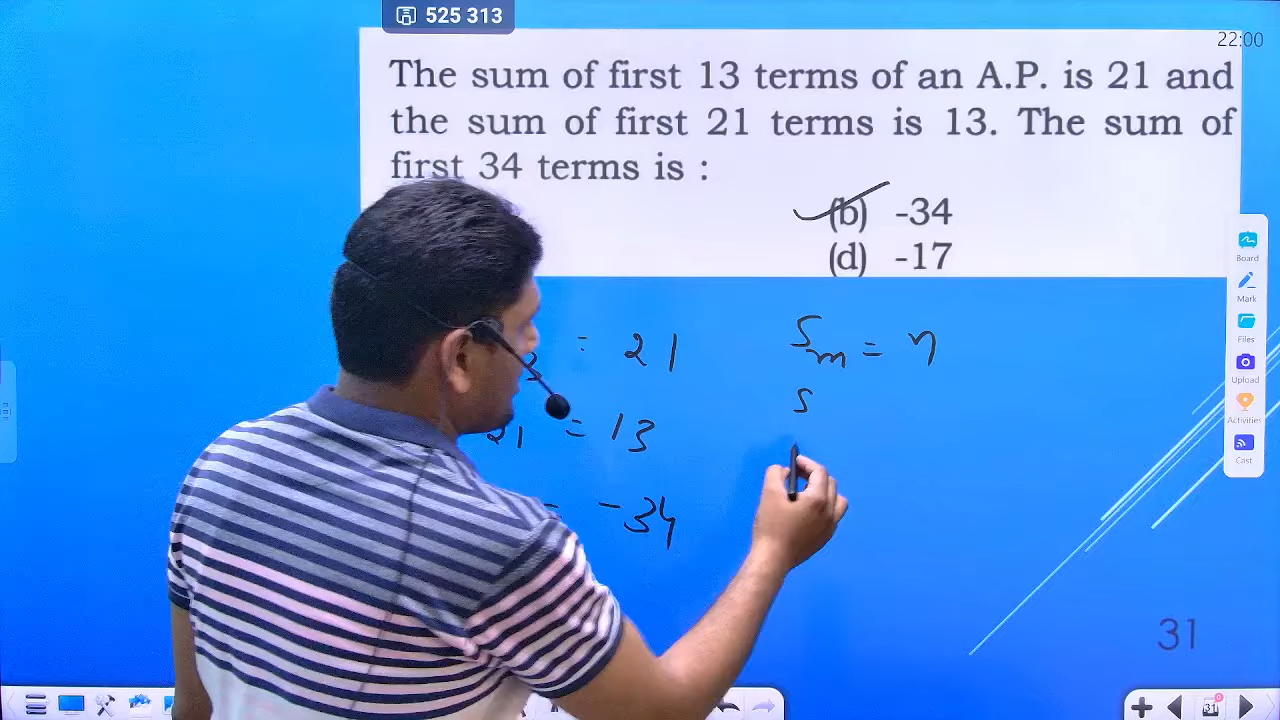 525 313
22:00
The sum of first 13 terms of an A.P. is 21 and
the sum of first 21 terms is 13. The sum of
first 34 terms is :
(b) -34
(d) -17
= 21
21 = 13
= -34
Sm = n
S
Board
Mark
Files
Upload
Activities
Cast
31
31